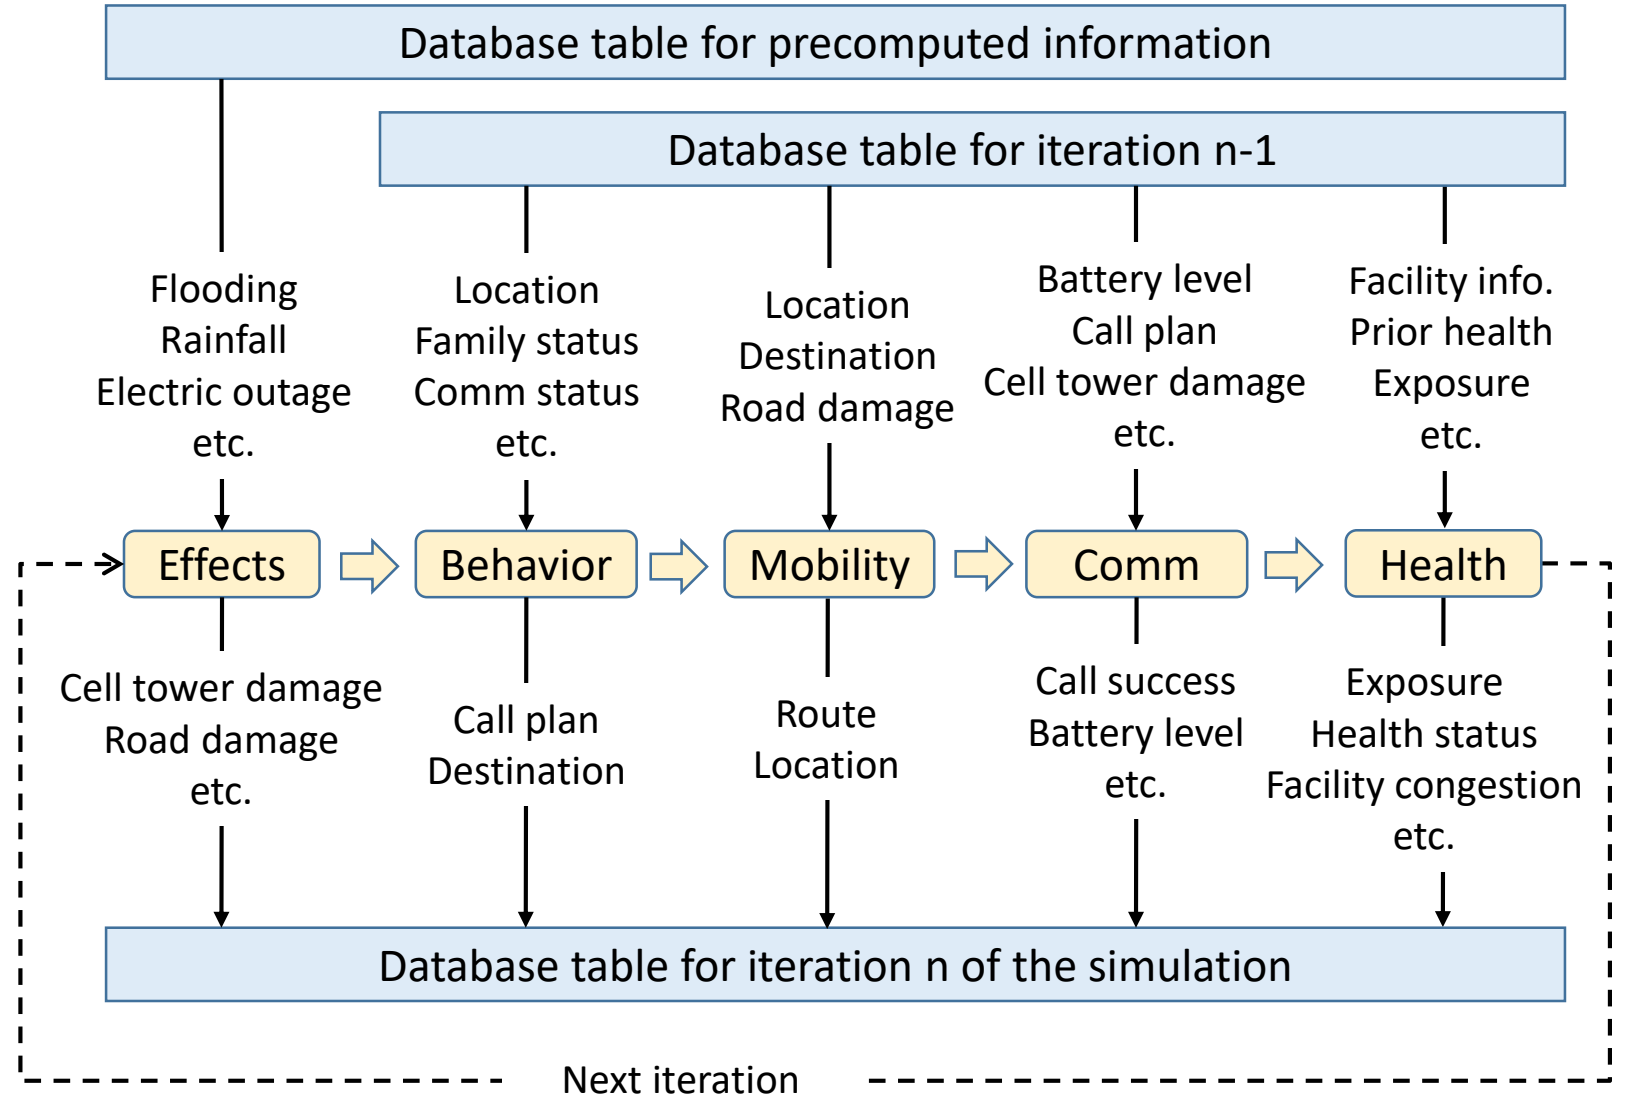 Database table for precomputed information
Database table for iteration n-1
Flooding
Rainfall
Electric outage
etc.
Location
Family status
Comm status
etc.
Location
Destination
Road damage
Battery level
Call plan
Cell tower damage
etc.
Facility info.
Prior health
Exposure
etc.
Effects
Behavior
Mobility
Comm
Health
Cell tower damage
Road damage
etc.
Call plan
Destination
Route
Location
Call success
Battery level
etc.
Exposure
Health status
Facility congestion
etc.
Database table for iteration n of the simulation
Next iteration